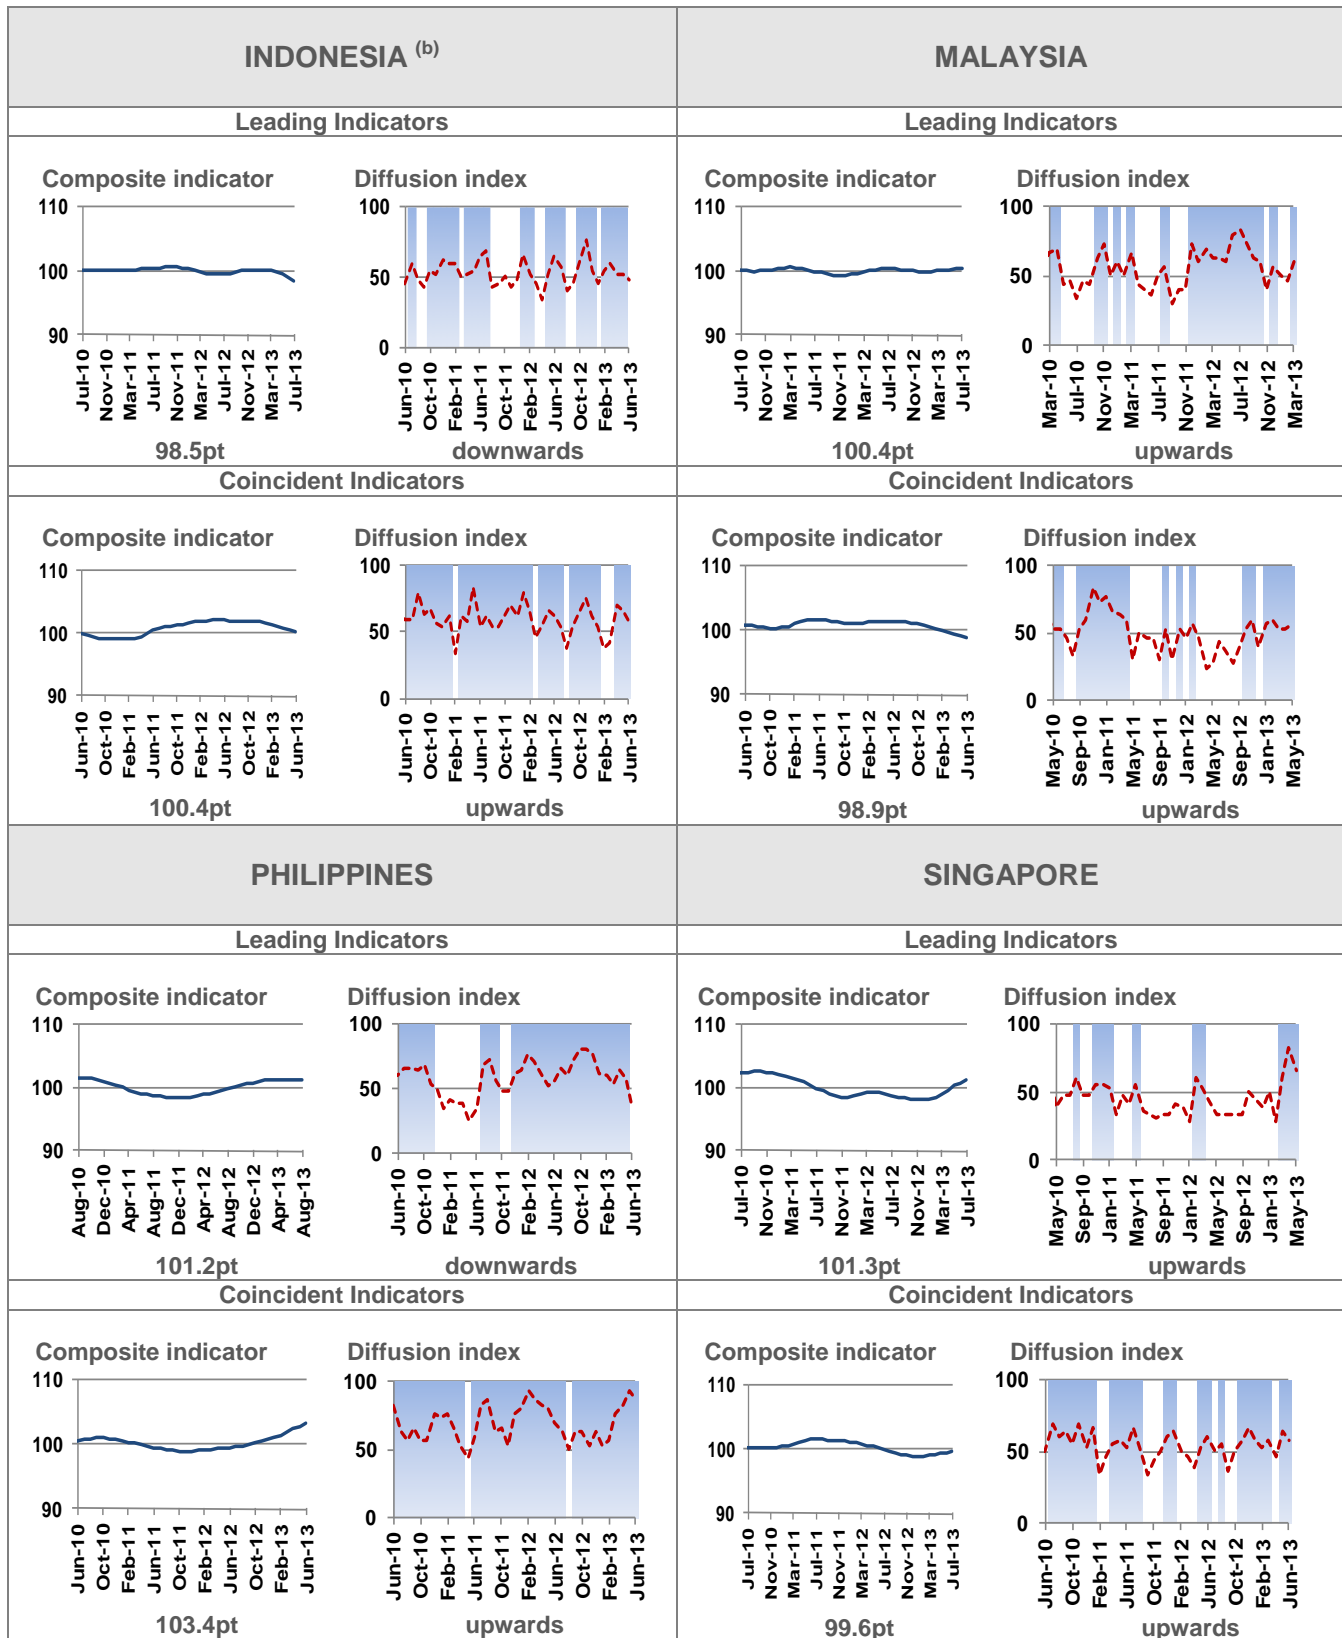 INDONESIA (b)
MALAYSIA
Leading Indicators
Leading Indicators
Composite indicator
110
100
90
Jul-10
Nov-10
Mar-11
Jul-11
Nov-11
Mar-12
Jul-12
Nov-12
Mar-13
Jul-13
98.5pt
Diffusion index
100
50
0
Jun-10
Oct-10
Feb-11
Jun-11
Oct-11
Feb-12
Jun-12
Oct-12
Feb-13
Jun-13
downwards
Composite indicator
110
100
90
Jul-10
Nov-10
Mar-11
Jul-11
Nov-11
Mar-12
Jul-12
Nov-12
Mar-13
Jul-13
100.4pt
Diffusion index
100
50
0
Mar-10
Jul-10
Nov-10
Mar-11
Jul-11
Nov-11
Mar-12
Jul-12
Nov-12
Mar-13
upwards
Coincident Indicators
Coincident Indicators
Composite indicator
110
100
90
Jun-10
Oct-10
Feb-11
Jun-11
Oct-11
Feb-12
Jun-12
Oct-12
Feb-13
Jun-13
100.4pt
Diffusion index
100
50
0
Jun-10
Oct-10
Feb-11
Jun-11
Oct-11
Feb-12
Jun-12
Oct-12
Feb-13
Jun-13
upwards
Composite indicator
110
100
90
Jun-10
Oct-10
Feb-11
Jun-11
Oct-11
Feb-12
Jun-12
Oct-12
Feb-13
Jun-13
98.9pt
Diffusion index
100
50
0
May-10
Sep-10
Jan-11
May-11
Sep-11
Jan-12
May-12
Sep-12
Jan-13
May-13
upwards
PHILIPPINES
SINGAPORE
Leading Indicators
Leading Indicators
Composite indicator
110
100
90
Aug-10
Dec-10
Apr-11
Aug-11
Dec-11
Apr-12
Aug-12
Dec-12
Apr-13
Aug-13
101.2pt
Diffusion index
100
50
0
Jun-10
Oct-10
Feb-11
Jun-11
Oct-11
Feb-12
Jun-12
Oct-12
Feb-13
Jun-13
downwards
Composite indicator
110
100
90
Jul-10
Nov-10
Mar-11
Jul-11
Nov-11
Mar-12
Jul-12
Nov-12
Mar-13
Jul-13
101.3pt
Diffusion index
100
50
0
May-10
Sep-10
Jan-11
May-11
Sep-11
Jan-12
May-12
Sep-12
Jan-13
May-13
upwards
Coincident Indicators
Coincident Indicators
Composite indicator
110
100
90
Jun-10
Oct-10
Feb-11
Jun-11
Oct-11
Feb-12
Jun-12
Oct-12
Feb-13
Jun-13
103.4pt
Diffusion index
100
50
0
Jun-10
Oct-10
Feb-11
Jun-11
Oct-11
Feb-12
Jun-12
Oct-12
Feb-13
Jun-13
upwards
Composite indicator
110
100
90
Jul-10
Nov-10
Mar-11
Jul-11
Nov-11
Mar-12
Jul-12
Nov-12
Mar-13
Jul-13
99.6pt
Diffusion index
100
50
0
Jun-10
Oct-10
Feb-11
Jun-11
Oct-11
Feb-12
Jun-12
Oct-12
Feb-13
Jun-13
upwards